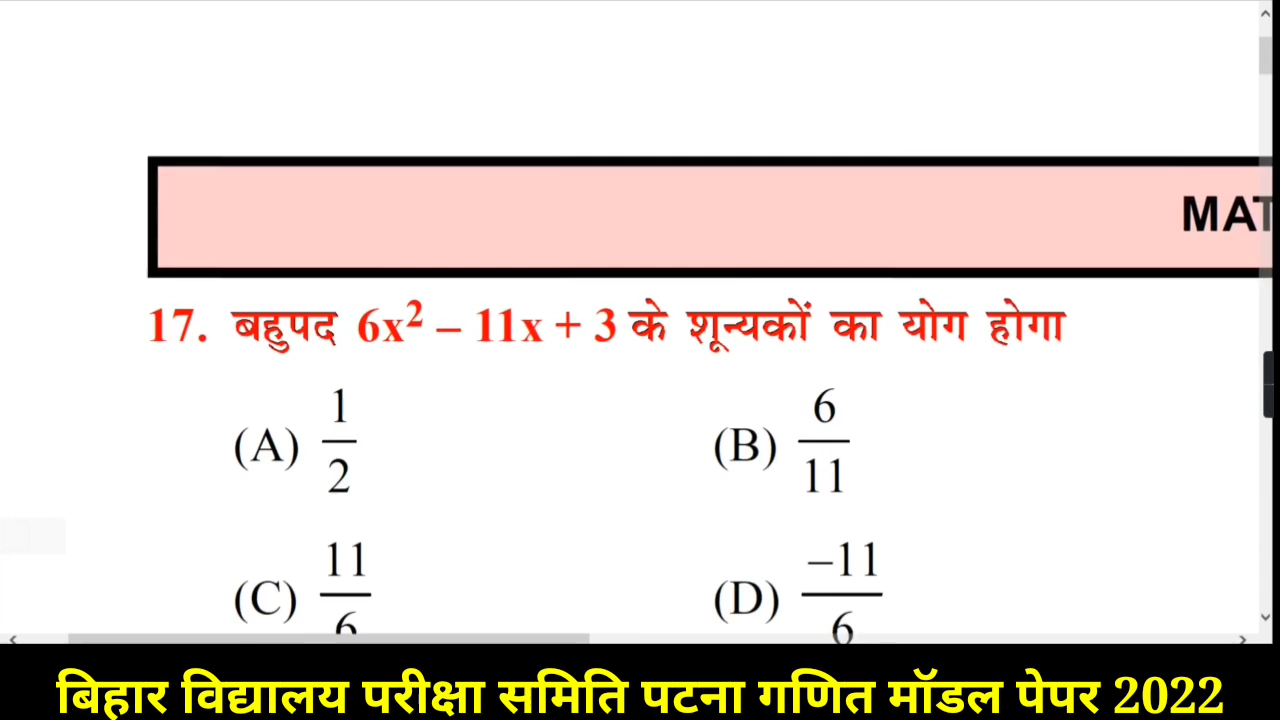 MAT
17. बहुपद 6x² – 11x + 3 के शून्यकों का योग होगा
(A) 1/2 (B) 6/11
(C) 11/6 (D) –11/6
बिहार विद्यालय परीक्षा समिति पटना गणित मॉडल पेपर 2022